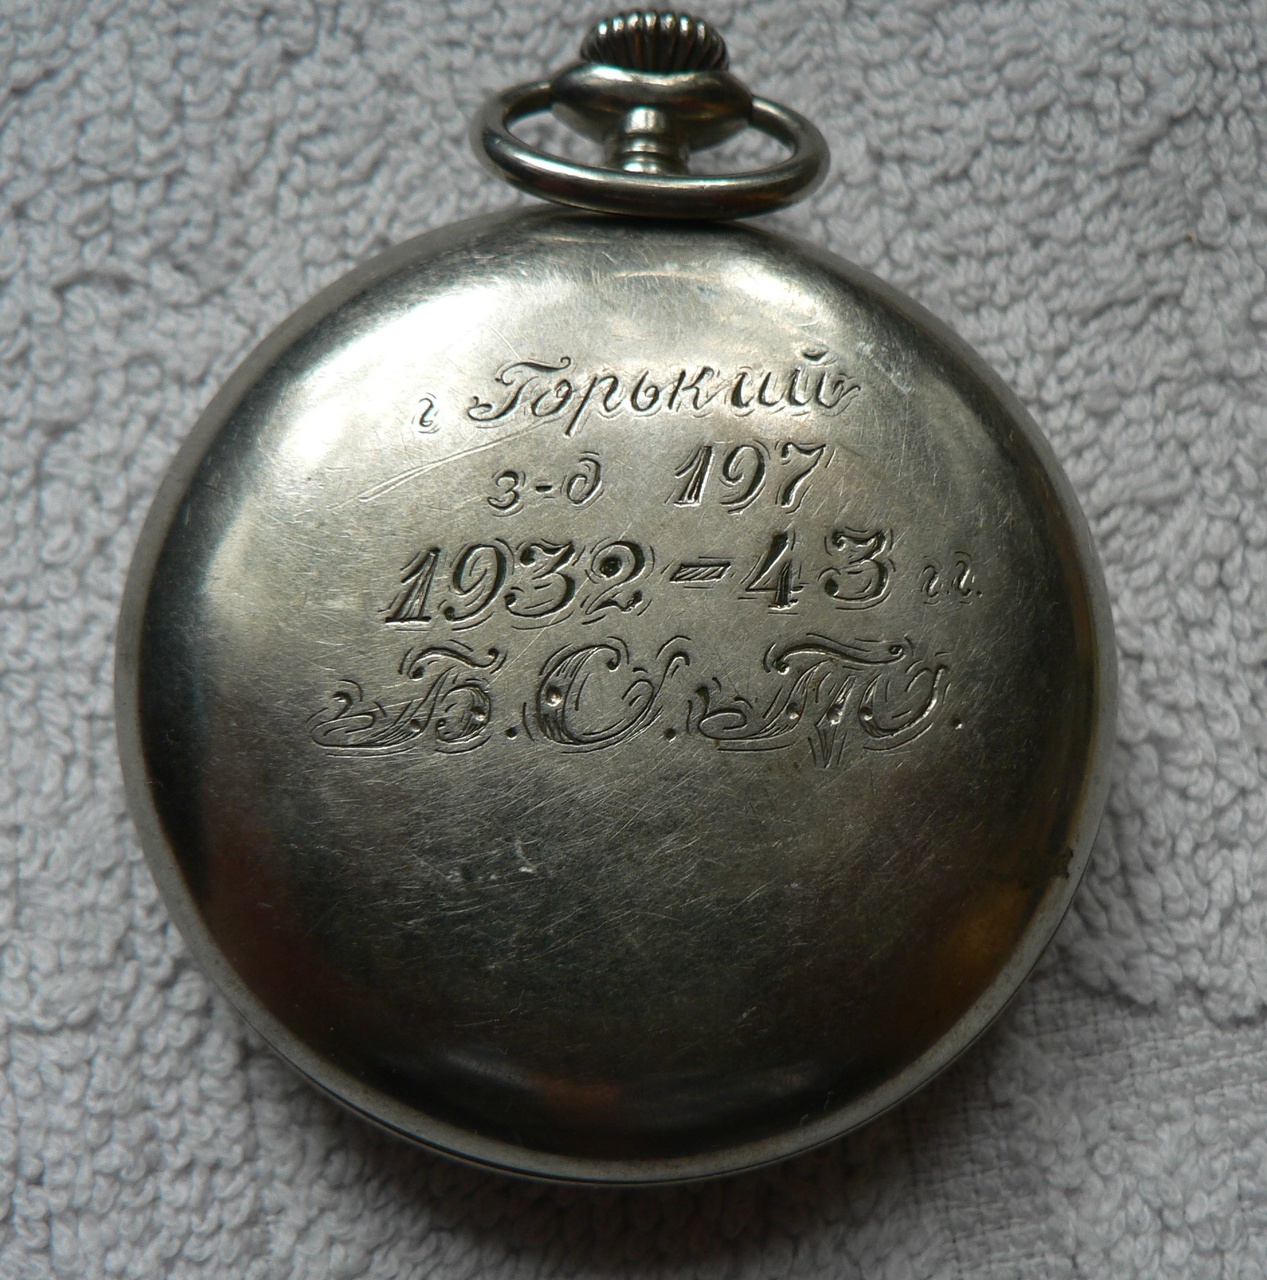 г Горький
з-д 197
1932-43 г.г.
Б.С.П.